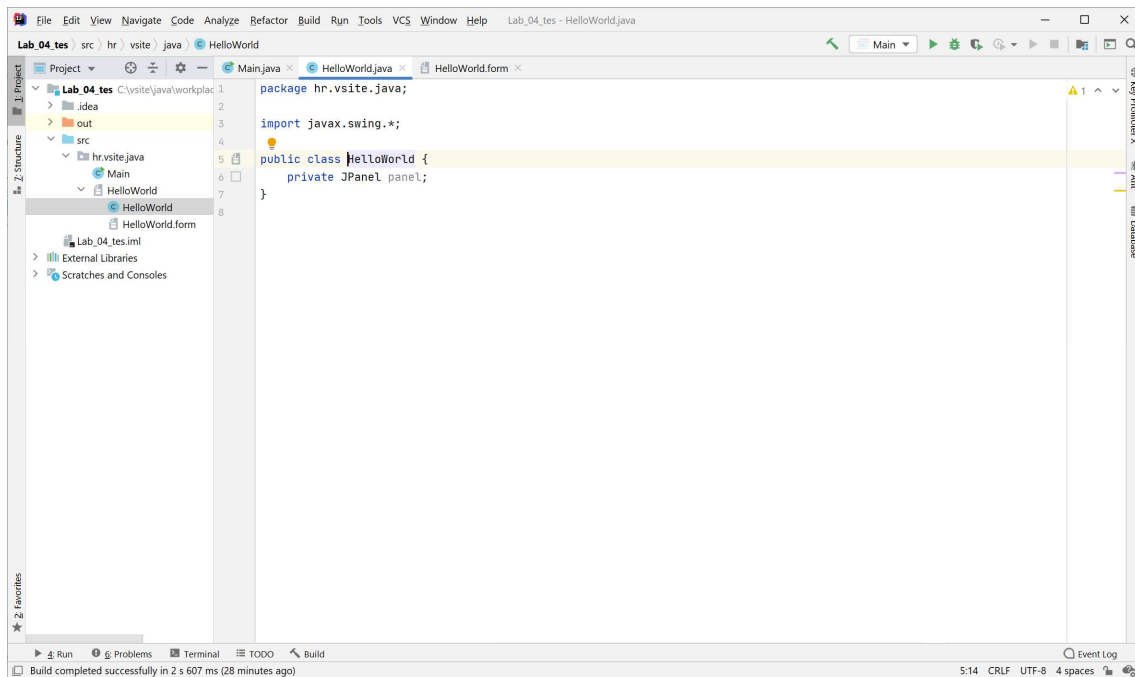 File Edit View Navigate Code Analyze Refactor Build Run Tools VCS Window Help Lab_04_tes - HelloWorld.java
Lab_04_tes src hr vsite java HelloWorld Main
1: Project
Project
Main.java HelloWorld.java HelloWorld.form
Lab_04_tes C:\vsite\java\workplac
.idea
out
src
hr.vsite.java
Main
HelloWorld
HelloWorld
HelloWorld.form
Lab_04_tes.iml
External Libraries
Scratches and Consoles
1 package hr.vsite.java;
2
3 import javax.swing.*;
4
5 public class HelloWorld {
6 private JPanel panel;
7 }
8
1
Key Promoter X
Ant
Database
7: Structure
2: Favorites
4: Run 6: Problems Terminal TODO Build Event Log
Build completed successfully in 2 s 607 ms (28 minutes ago) 5:14 CRLF UTF-8 4 spaces